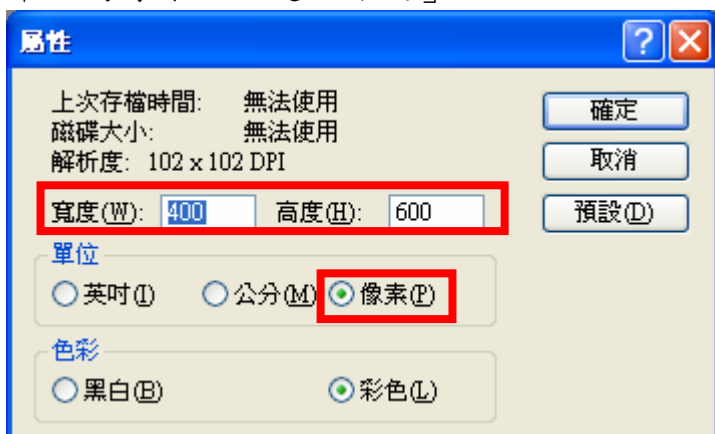 屬性
上次存檔時間: 無法使用
磁碟大小: 無法使用
解析度: 102 x 102 DPI
寬度(W): 400 高度(H): 600
單位
英吋(I) 公分(M) 像素(P)
色彩
黑白(B) 彩色(L)
確定
取消
預設(D)